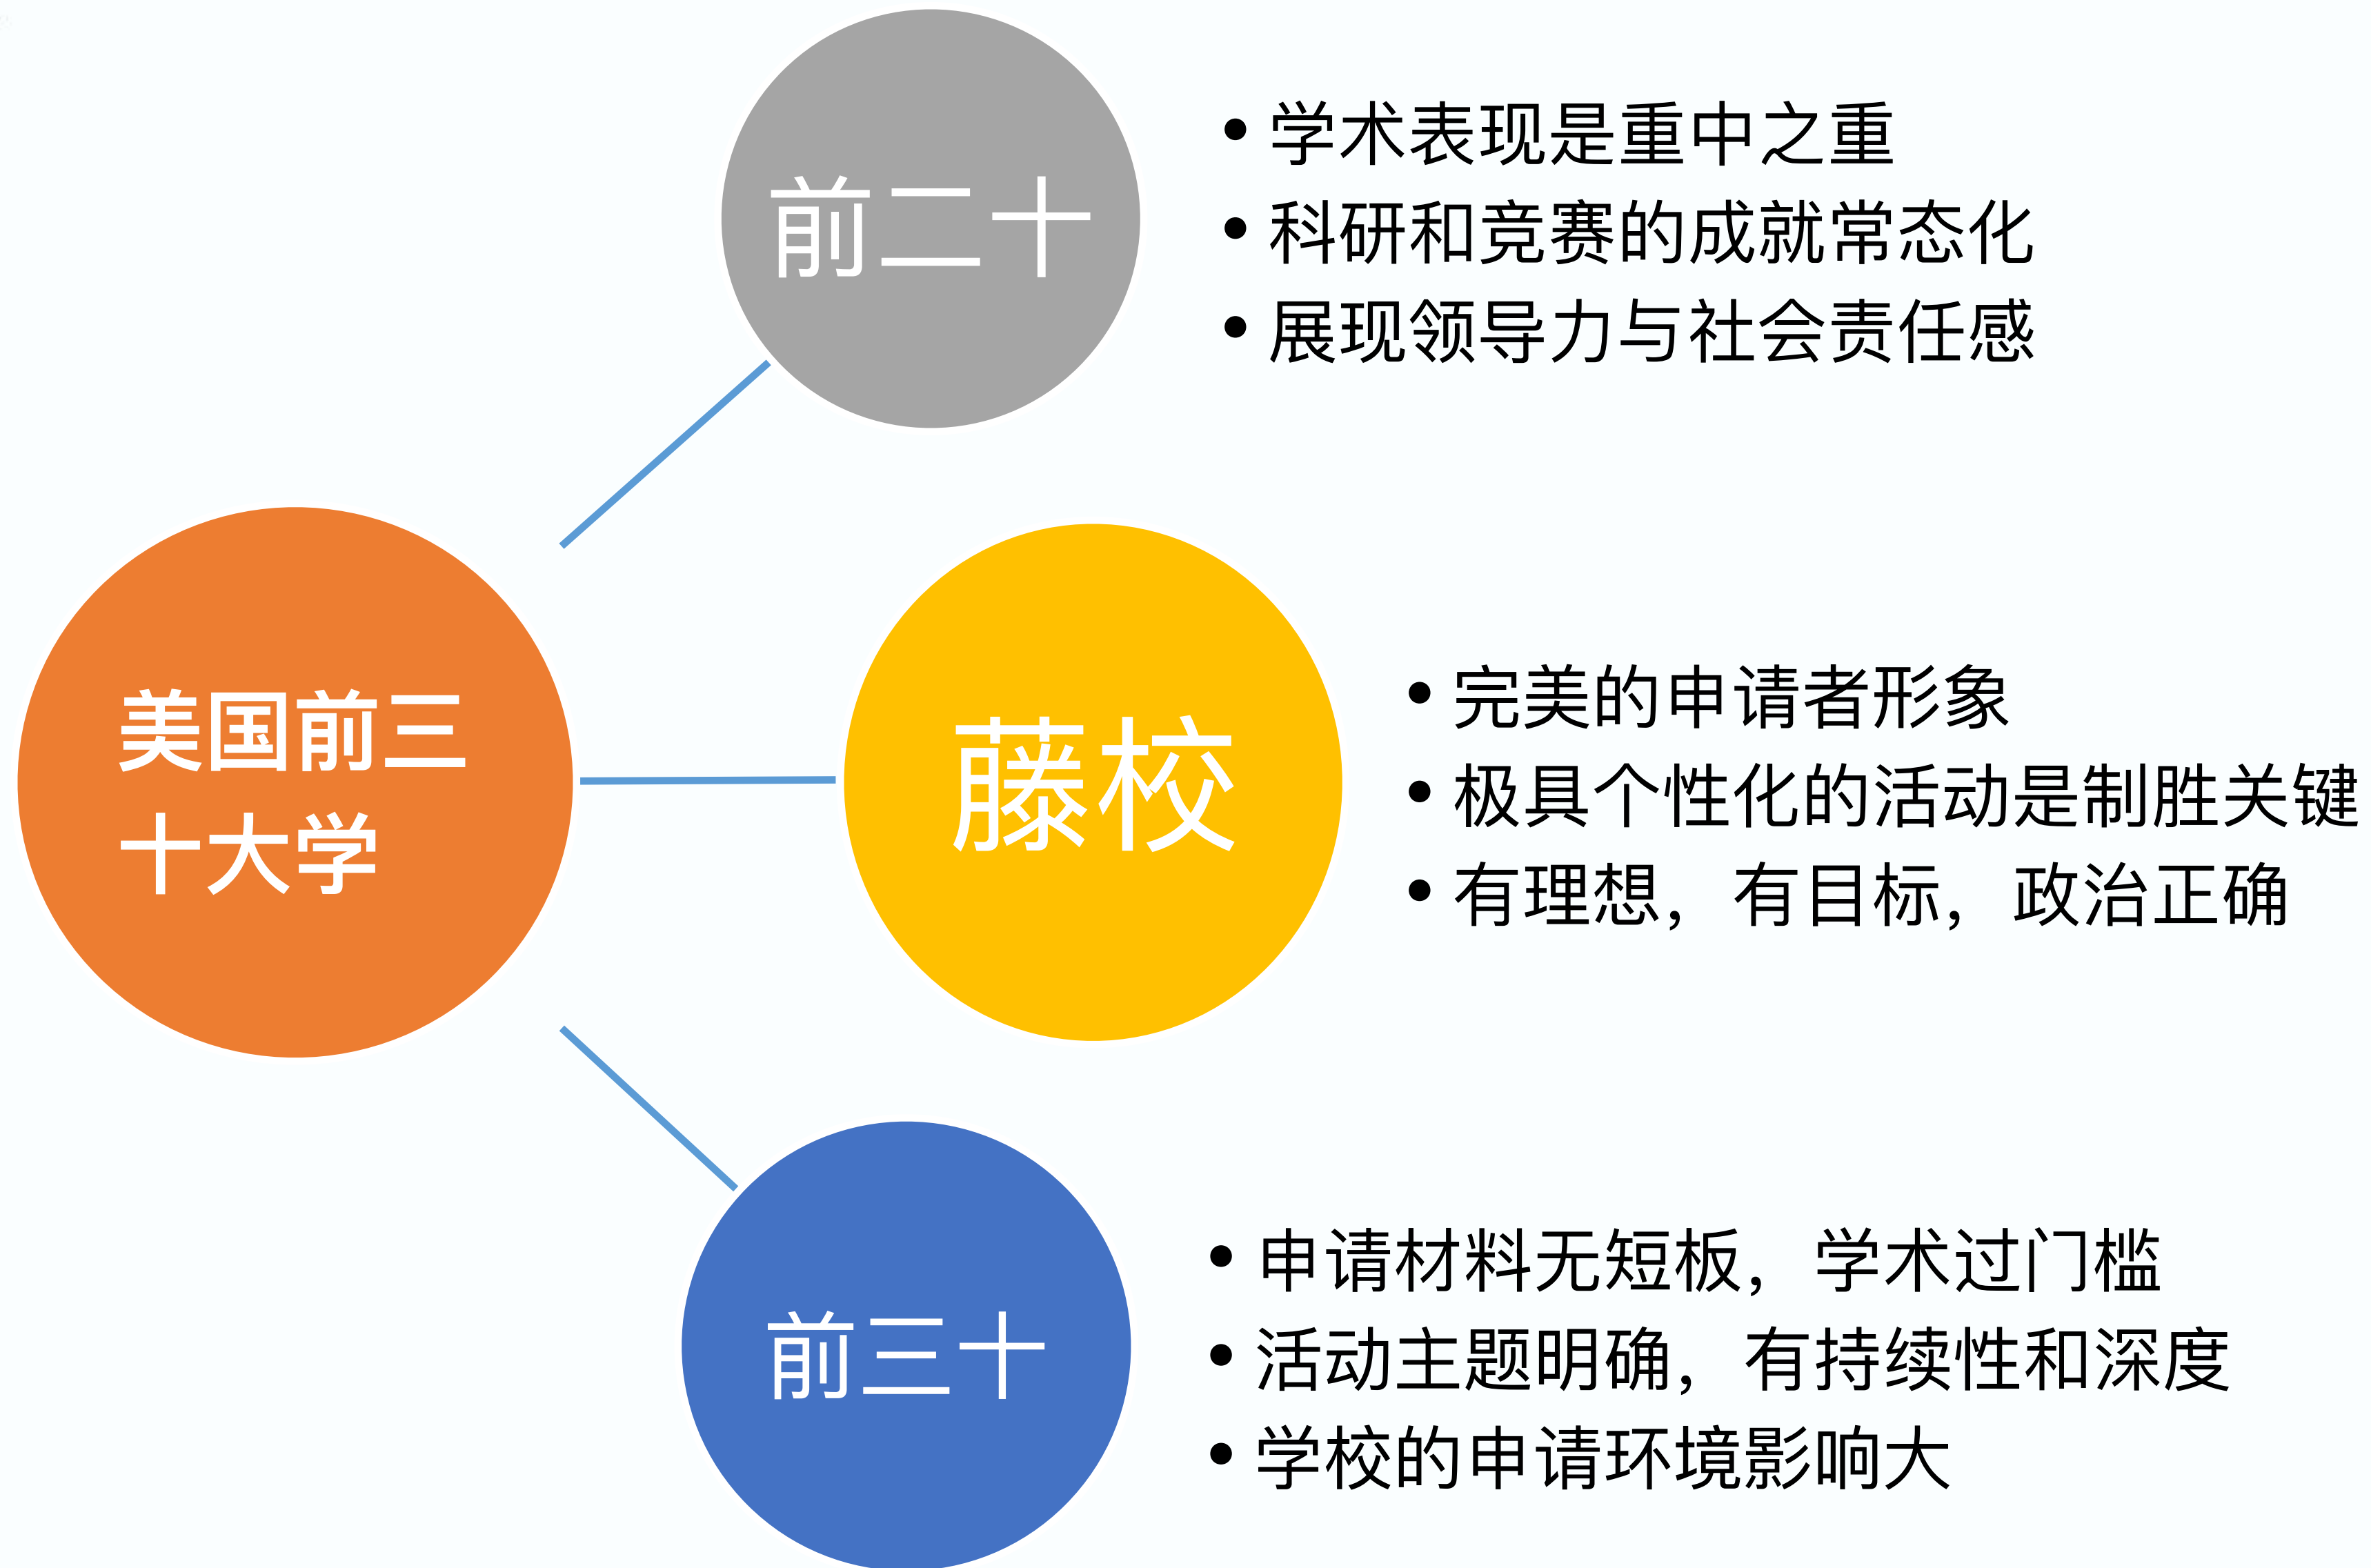 前二十
• 学术表现是重中之重
• 科研和竞赛的成就常态化
• 展现领导力与社会责任感
美国前三
十大学
藤校
• 完美的申请者形象
• 极具个性化的活动是制胜关键
• 有理想，有目标，政治正确
前三十
• 申请材料无短板，学术过门槛
• 活动主题明确，有持续性和深度
• 学校的申请环境影响大